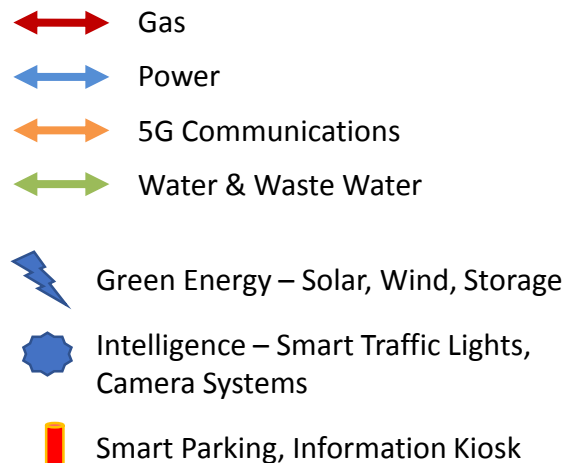 Gas
Power
5G Communications
Water & Waste Water
Green Energy – Solar, Wind, Storage
Intelligence – Smart Traffic Lights,
Camera Systems
Smart Parking, Information Kiosk